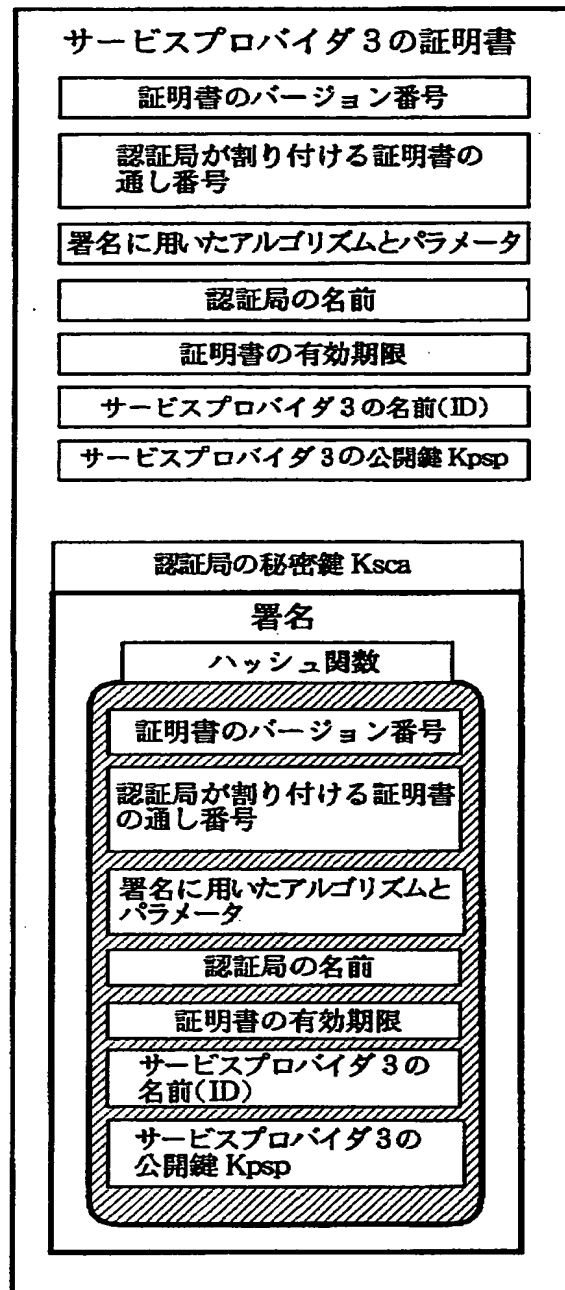 サービスプロバイダ3の証明書
証明書のバージョン番号
認証局が割り付ける証明書の
通し番号
署名に用いたアルゴリズムとパラメータ
認証局の名前
証明書の有効期限
サービスプロバイダ3の名前(ID)
サービスプロバイダ3の公開鍵 Kpsp
認証局の秘密鍵 Ksca
署名
ハッシュ関数
証明書のバージョン番号
認証局が割り付ける証明書
の通し番号
署名に用いたアルゴリズムと
パラメータ
認証局の名前
証明書の有効期限
サービスプロバイダ3の
名前(ID)
サービスプロバイダ3の
公開鍵 Kpsp